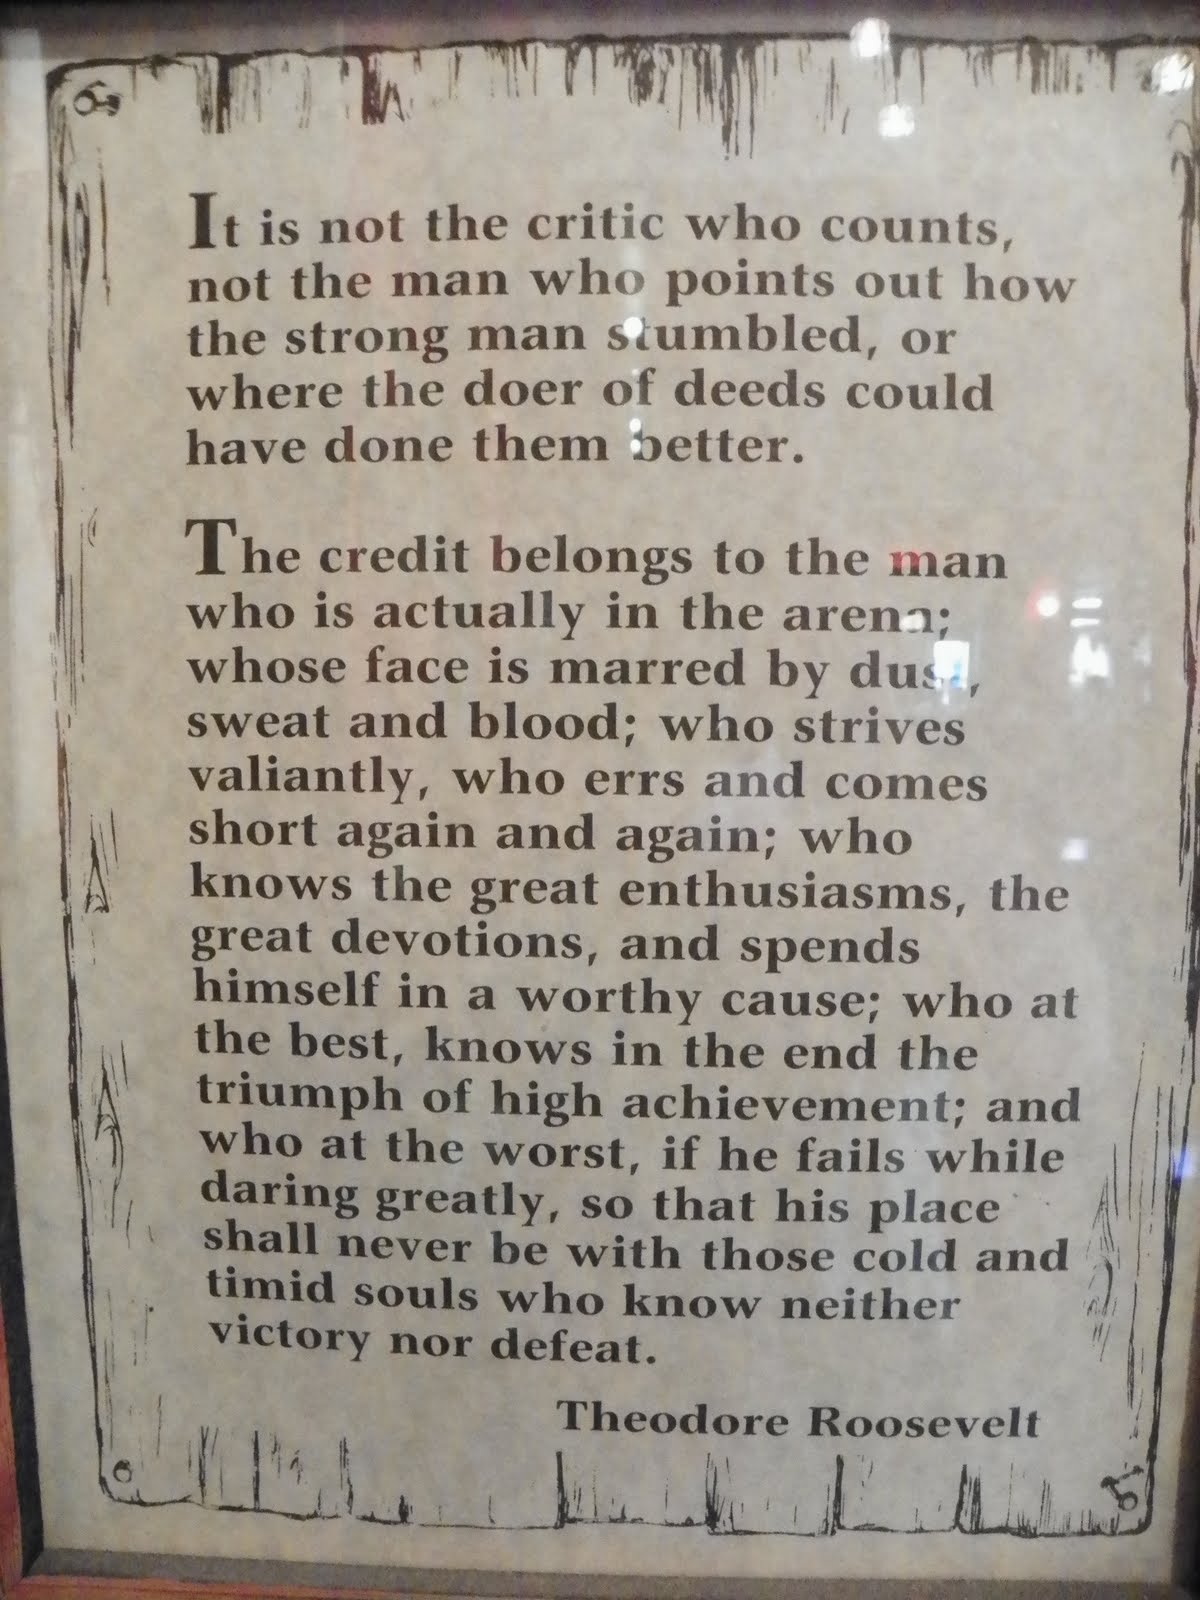 It is not the critic who counts,
not the man who points out how
the strong man stumbled, or
where the doer of deeds could
have done them better.
The credit belongs to the man
who is actually in the arena;
whose face is marred by dust,
sweat and blood; who strives
valiantly, who errs and comes
short again and again; who
knows the great enthusiasms, the
great devotions, and spends
himself in a worthy cause; who at
the best, knows in the end the
triumph of high achievement; and
who at the worst, if he fails while
daring greatly, so that his place
shall never be with those cold and
timid souls who know neither
victory nor defeat.
Theodore Roosevelt